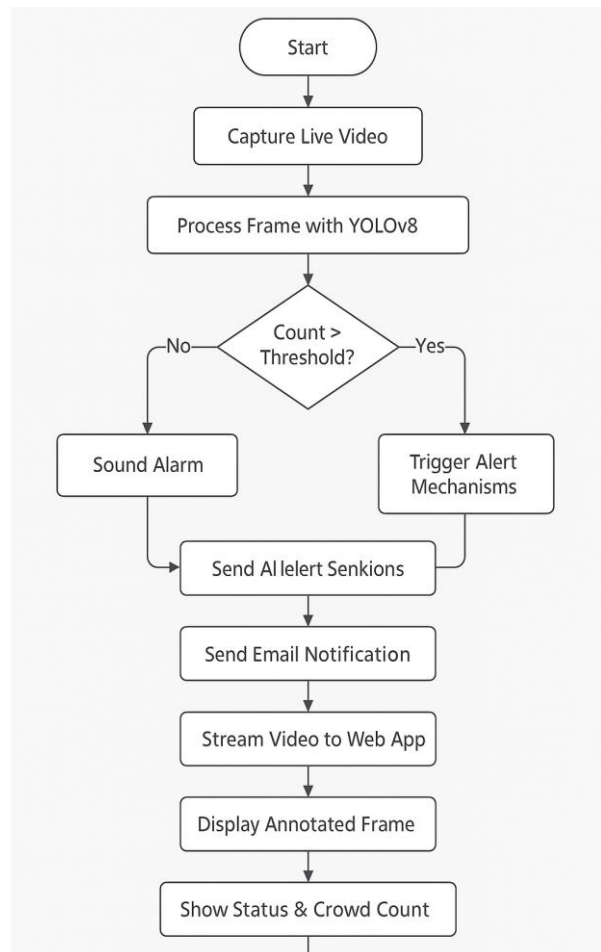 Start
Capture Live Video
Process Frame with YOLOv8
Count >
Threshold?
No
Yes
Sound Alarm
Trigger Alert
Mechanisms
Send Al lelert Senkions
Send Email Notification
Stream Video to Web App
Display Annotated Frame
Show Status & Crowd Count